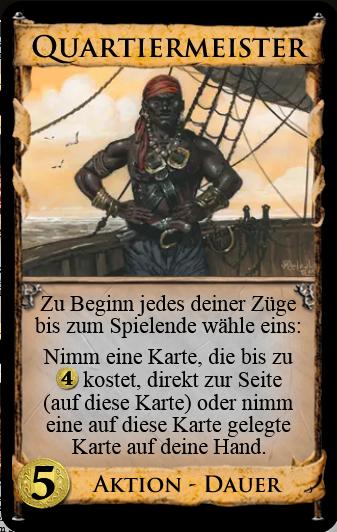 QUARTIERMEISTER
Zu Beginn jedes deiner Züge
bis zum Spielende wähle eins:
Nimm eine Karte, die bis zu
4 kostet, direkt zur Seite
(auf diese Karte) oder nimm
eine auf diese Karte gelegte
Karte auf deine Hand.
5 AKTION - DAUER